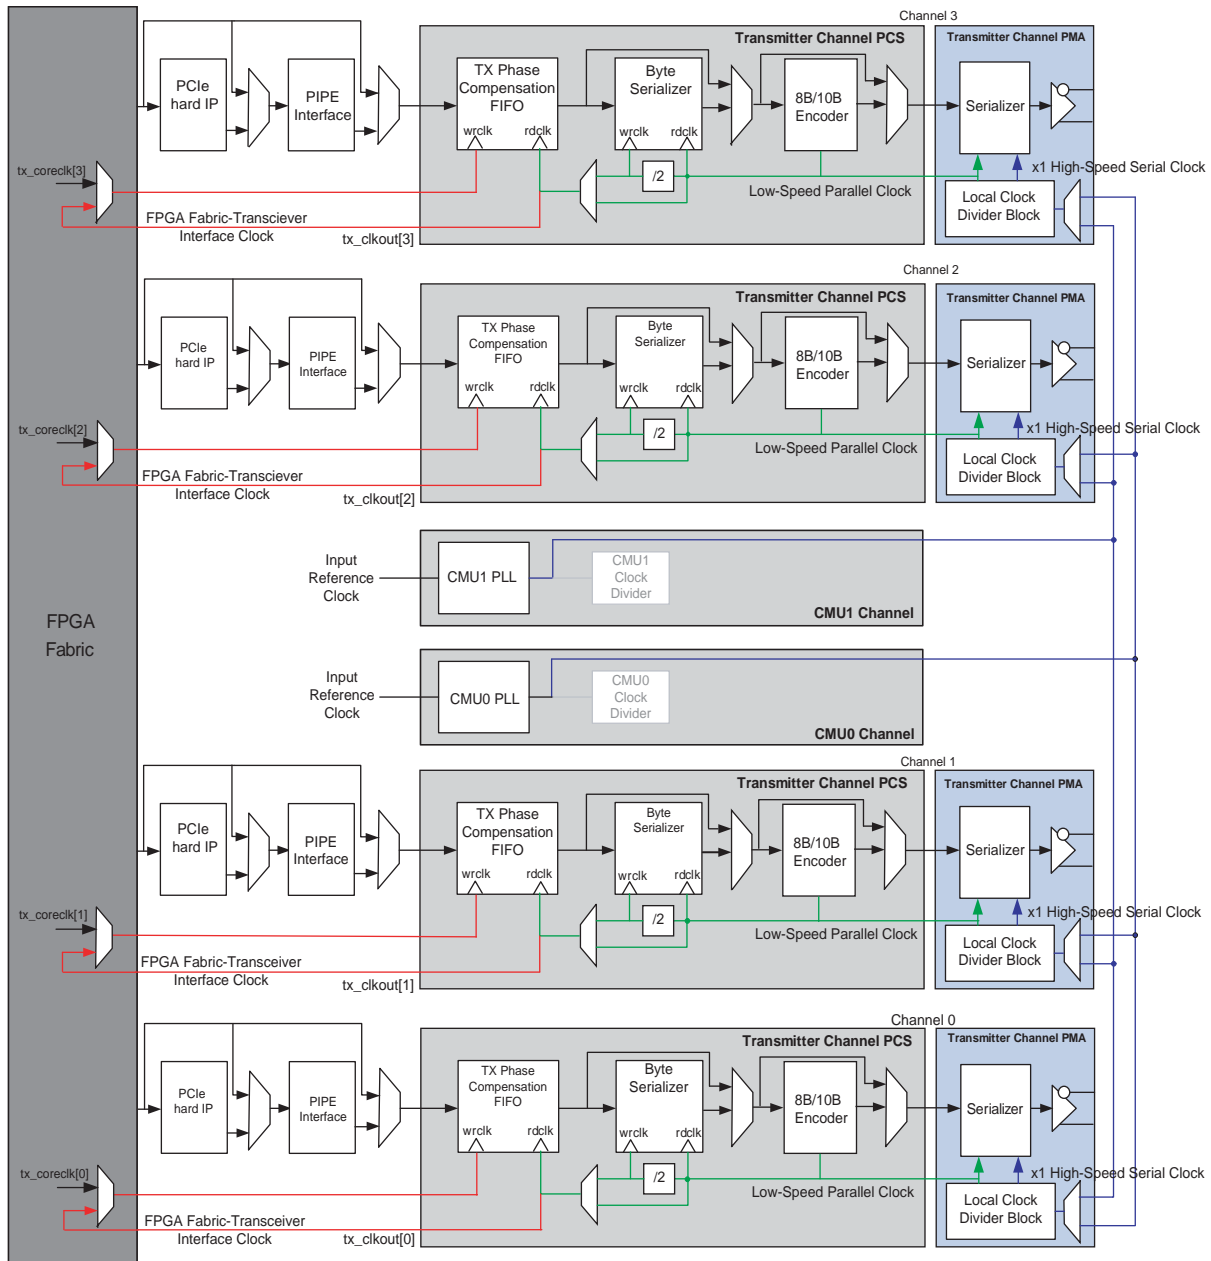 Channel 3
Transmitter Channel PCS
Transmitter Channel PMA
PCIe
hard IP
PIPE
Interface
TX Phase
Compensation
FIFO
wrclk
rdclk
Byte
Serializer
wrclk
rdclk
/2
8B/10B
Encoder
Serializer
tx_coreclk[3]
FPGA Fabric-Transciever
Interface Clock
tx_clkout[3]
Low-Speed Parallel Clock
x1 High-Speed Serial Clock
Local Clock
Divider Block
Channel 2
Transmitter Channel PCS
Transmitter Channel PMA
PCIe
hard IP
PIPE
Interface
TX Phase
Compensation
FIFO
wrclk
rdclk
Byte
Serializer
wrclk
rdclk
/2
8B/10B
Encoder
Serializer
tx_coreclk[2]
FPGA Fabric-Transciever
Interface Clock
tx_clkout[2]
Low-Speed Parallel Clock
x1 High-Speed Serial Clock
Local Clock
Divider Block
Input
Reference
Clock
CMU1 PLL
CMU1
Clock
Divider
CMU1 Channel
FPGA
Fabric
Input
Reference
Clock
CMU0 PLL
CMU0
Clock
Divider
CMU0 Channel
Channel 1
Transmitter Channel PCS
Transmitter Channel PMA
PCIe
hard IP
PIPE
Interface
TX Phase
Compensation
FIFO
wrclk
rdclk
Byte
Serializer
wrclk
rdclk
/2
8B/10B
Encoder
Serializer
tx_coreclk[1]
FPGA Fabric-Transceiver
Interface Clock
tx_clkout[1]
Low-Speed Parallel Clock
x1 High-Speed Serial Clock
Local Clock
Divider Block
Channel 0
Transmitter Channel PCS
Transmitter Channel PMA
PCIe
hard IP
PIPE
Interface
TX Phase
Compensation
FIFO
wrclk
rdclk
Byte
Serializer
wrclk
rdclk
/2
8B/10B
Encoder
Serializer
tx_coreclk[0]
FPGA Fabric-Transceiver
Interface Clock
tx_clkout[0]
Low-Speed Parallel Clock
x1 High-Speed Serial Clock
Local Clock
Divider Block